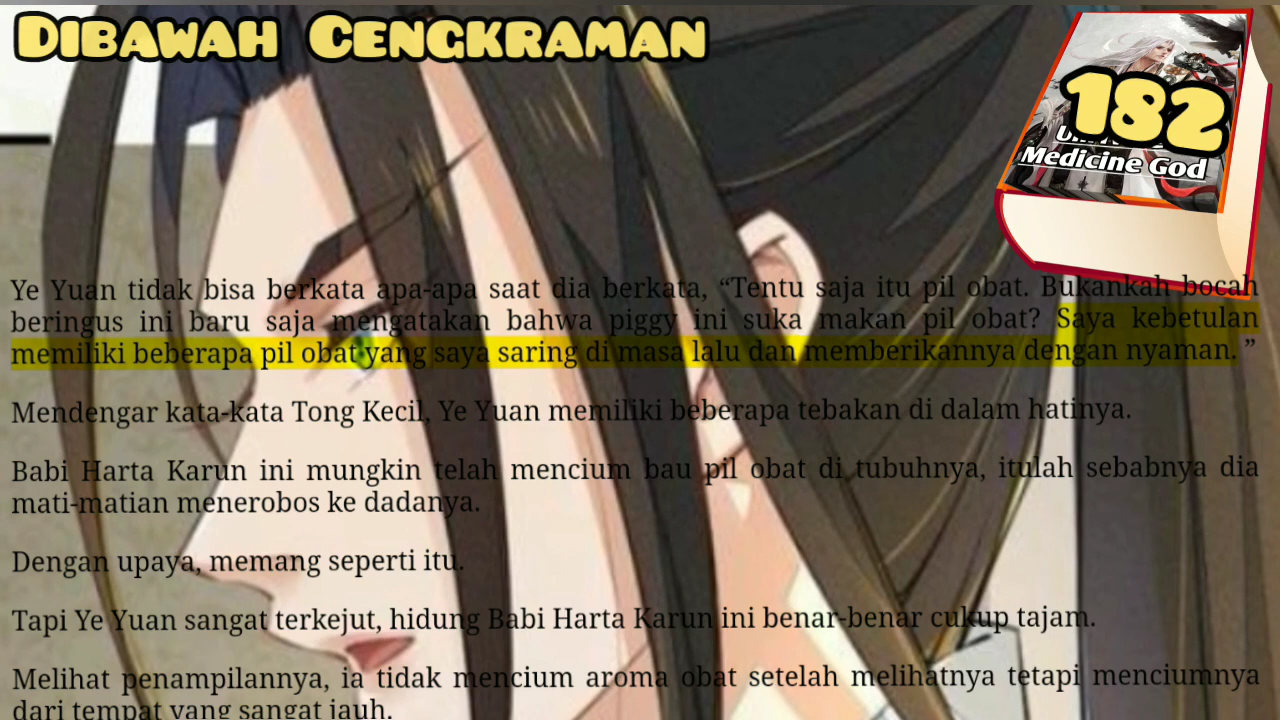 DIBAWAH CENGKRAMAN
182
Medicine God
Ye Yuan tidak bisa berkata apa-apa saat dia berkata, “Tentu saja itu pil obat. Bukankah bocah
beringus ini baru saja mengatakan bahwa piggy ini suka makan pil obat? Saya kebetulan
memiliki beberapa pil obat yang saya saring di masa lalu dan memberikannya dengan nyaman. ”
Mendengar kata-kata Tong Kecil, Ye Yuan memiliki beberapa tebakan di dalam hatinya.
Babi Harta Karun ini mungkin telah mencium bau pil obat di tubuhnya, itulah sebabnya dia
mati-matian menerobos ke dadanya.
Dengan upaya, memang seperti itu.
Tapi Ye Yuan sangat terkejut, hidung Babi Harta Karun ini benar-benar cukup tajam.
Melihat penampilannya, ia tidak mencium aroma obat setelah melihatnya tetapi menciumnya
dari tempat yang sangat jauh.